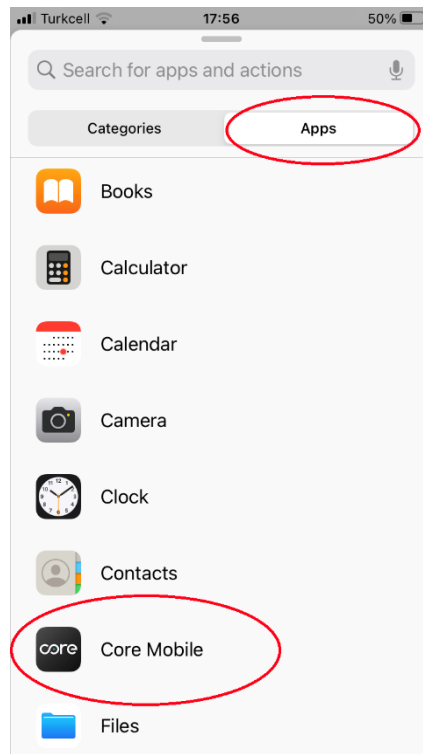 Turkcell 17:56 50%
Search for apps and actions
Categories Apps
Books
Calculator
Calendar
Camera
Clock
Contacts
core Core Mobile
Files